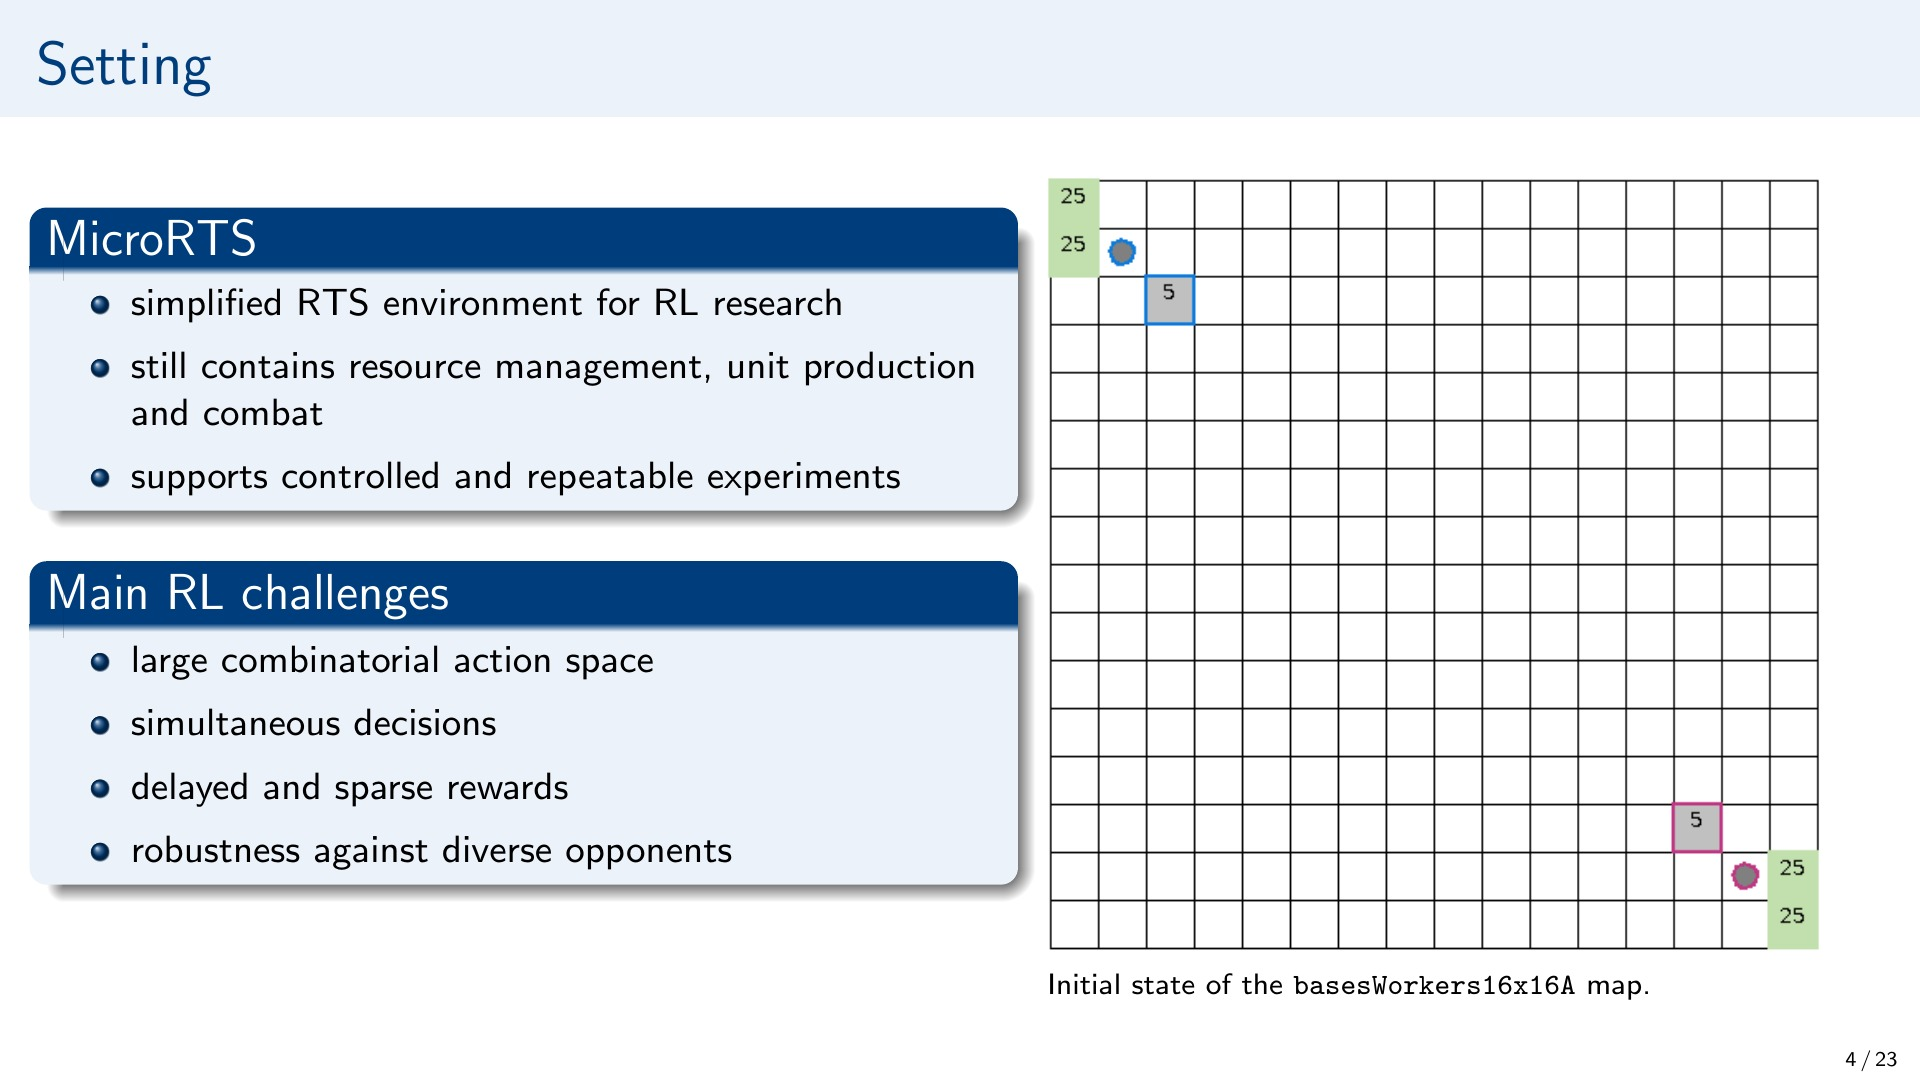 Setting
MicroRTS
simplified RTS environment for RL research
still contains resource management, unit production
and combat
supports controlled and repeatable experiments
Main RL challenges
large combinatorial action space
simultaneous decisions
delayed and sparse rewards
robustness against diverse opponents
25
25
5
5
25
25
Initial state of the basesWorkers16x16A map.
4 / 23